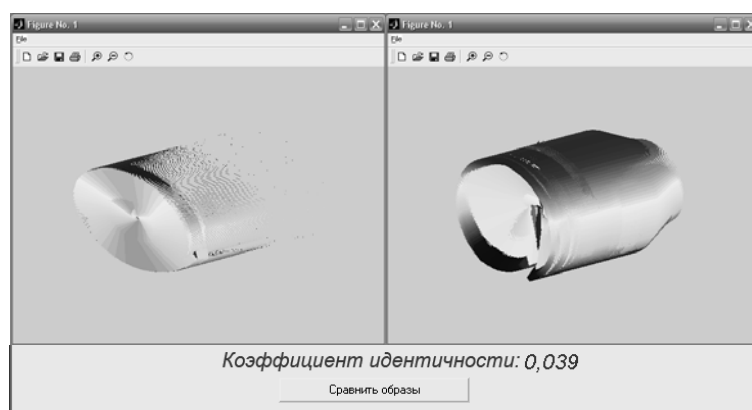 Figure No. 1
File
Figure No. 1
File
Коэффициент идентичности: 0,039
Сравнить образы